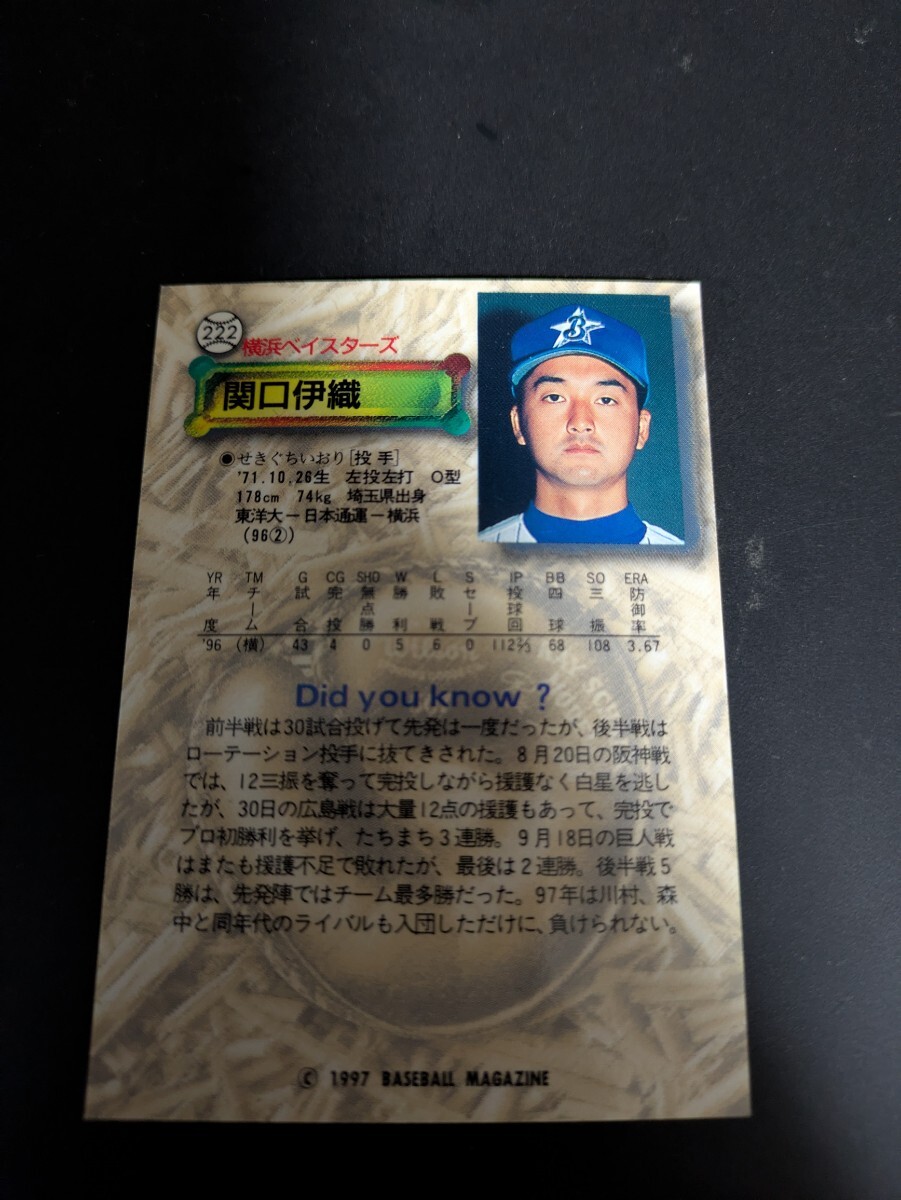 222
横浜ベイスターズ
関口伊織
B
◉せきぐちいおり[投手]
'71.10.26生 左投左打 O型
178cm 74kg 埼玉県出身
東洋大ー日本通運ー横浜
(96②)
YR TM G CG SHO W L S IP BB SO ERA
年度 チーム 試合 完投 無点勝 勝利 敗戦 セーブ 投球回 四球 三振 防御率
'96 (横) 43 4 0 5 6 0 112⅔ 68 108 3.67
Did you know ?
前半戦は30試合投げて先発は一度だったが、後半戦は
ローテーション投手に抜てきされた。8月20日の阪神戦
では、12三振を奪って完投しながら援護なく白星を逃し
たが、30日の広島戦は大量12点の援護もあって、完投で
プロ初勝利を挙げ、たちまち3連勝。9月18日の巨人戦
はまたも援護不足で敗れたが、最後は2連勝。後半戦5
勝は、先発陣ではチーム最多勝だった。97年は川村、森
中と同年代のライバルも入団しただけに、負けられない。
© 1997 BASEBALL MAGAZINE